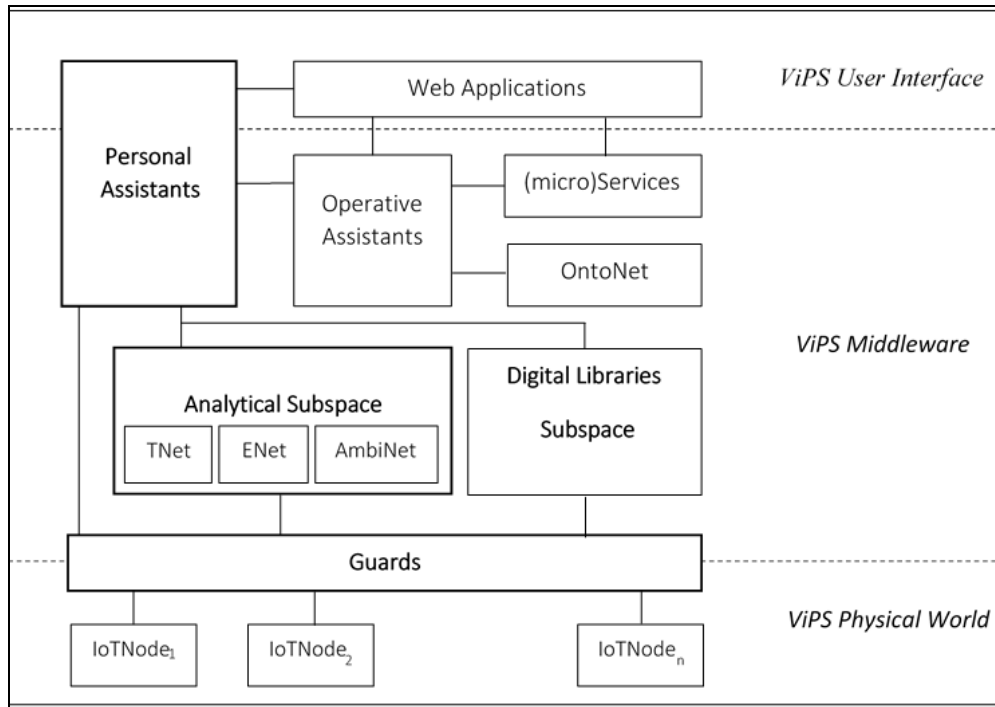 Web Applications
ViPS User Interface
Personal
Assistants
Operative
Assistants
(micro)Services
OntoNet
ViPS Middleware
Analytical Subspace
TNet
ENet
AmbiNet
Digital Libraries
Subspace
Guards
ViPS Physical World
IoTNode1
IoTNode2
IoTNoden